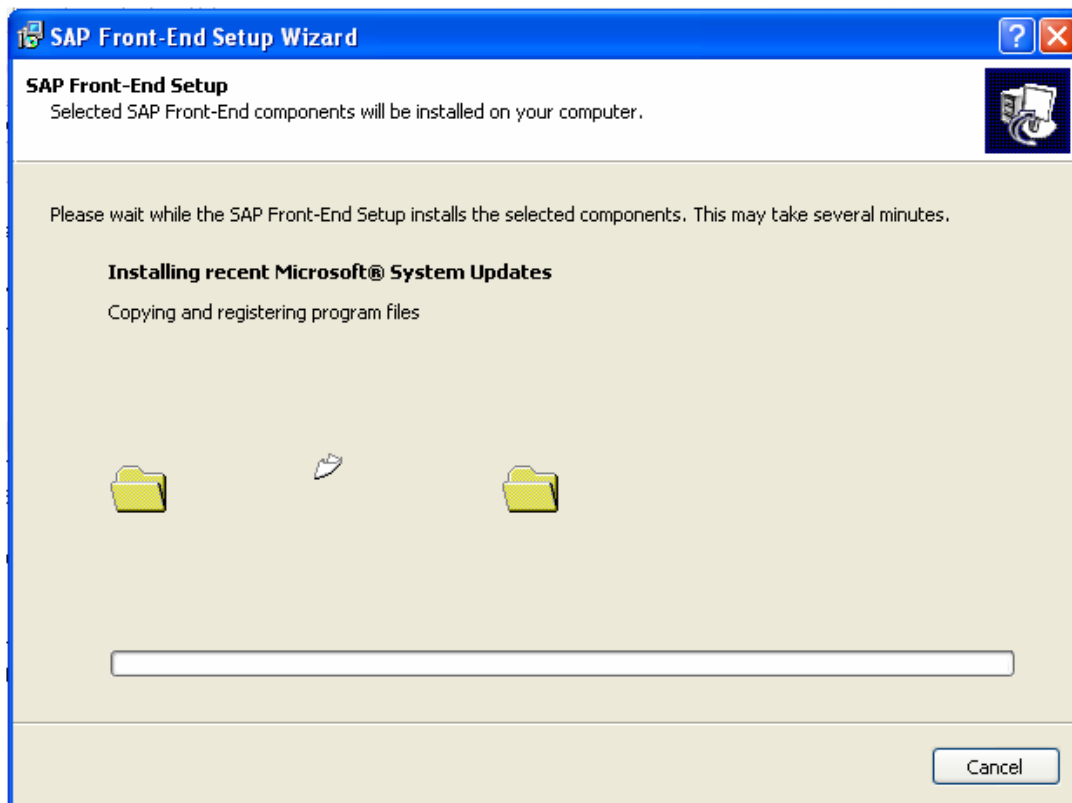 SAP Front-End Setup Wizard
SAP Front-End Setup
Selected SAP Front-End components will be installed on your computer.
Please wait while the SAP Front-End Setup installs the selected components. This may take several minutes.
Installing recent Microsoft® System Updates
Copying and registering program files
Cancel